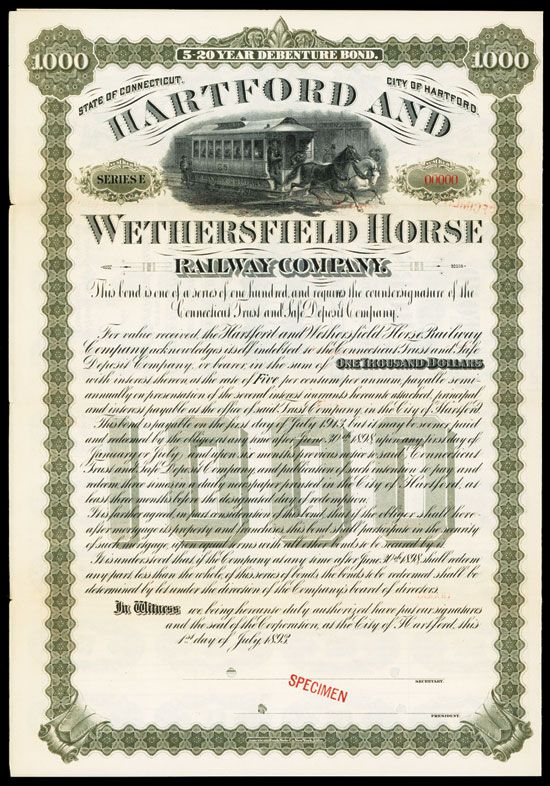 5-20 YEAR DEBENTURE BOND.
1000
1000
STATE OF CONNECTICUT.
CITY OF HARTFORD.
HARTFORD AND
SERIES E
00000
WETHERSFIELD HORSE
RAILWAY COMPANY.
This bond is one of a series of one hundred, and requires the countersignature of the
Connecticut Trust and Safe Deposit Company.
For value received, the Hartford and Wethersfield Horse Railway
Company acknowledges itself indebted to the Connecticut Trust and Safe
Deposit Company, or bearer, in the sum of ONE THOUSAND DOLLARS
with interest thereon, at the rate of Five per centum per annum, payable semi-
annually on presentation of the several interest warrants hereunto attached, principal
and interest payable at the office of said Trust Company, in the City of Hartford.
This bond is payable on the first day of July 1913, but it may be
and redeemed by the at any time after June 30th 1898, upon any first day of
January or July, upon six months previous notice to said Connecticut
Trust and Safe Deposit Company, and publication of such intention to pay and
redeem, three times in a newspaper printed in the City of Hartford, at
least three months before the designated day of redemption.
It is further agreed, in part consideration of this bond, that if the obligor shall here-
after mortgage its property and franchises, this bond shall participate in the security
of such mortgage, upon equal terms with all other bonds to be secured by it.
It is understood that, if the Company at any time after June 30th 1898, shall redeem
any part, less than the whole, of this series of bonds, the bonds to be redeemed shall be
determined by lot under the direction of the Company's board of directors.
In Witness we being hereunto duly authorized have put our signatures
and the seal of the Corporation, at the City of Hartford, this
1st day of July, 1893.
SECRETARY.
SPECIMEN
PRESIDENT.
1000